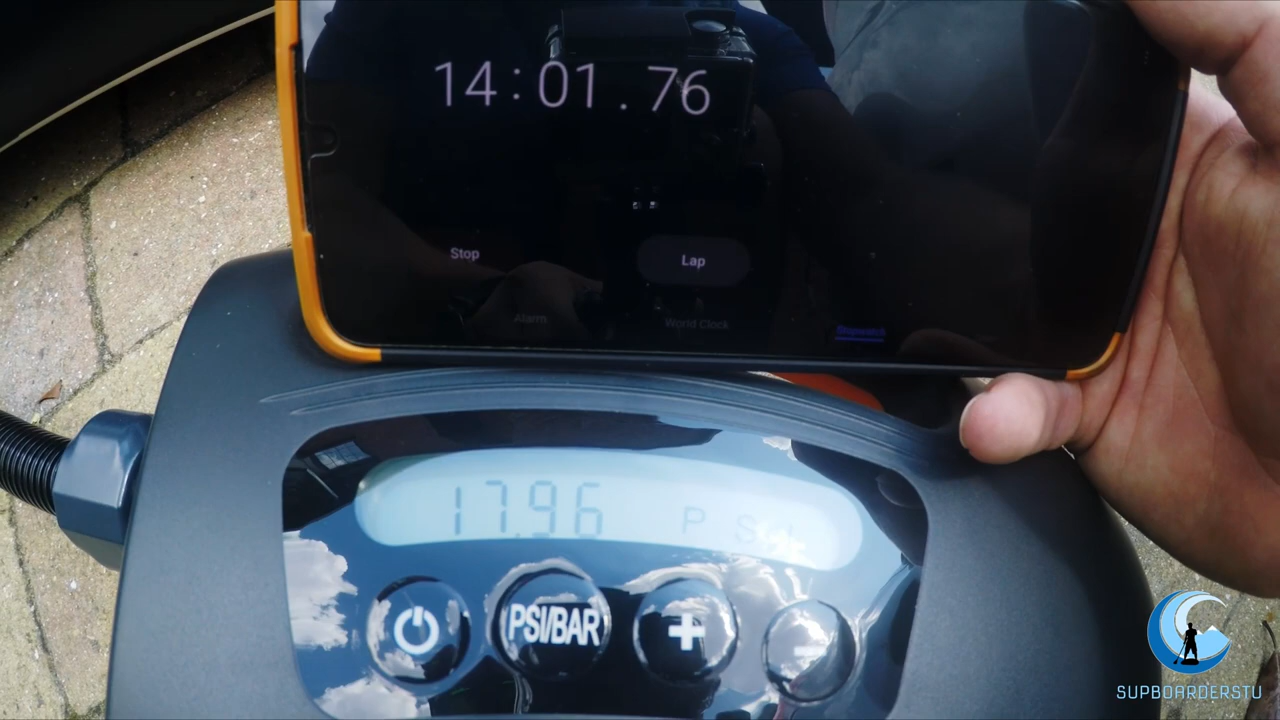 14:01.76
Stop Lap
Alarm World Clock Stopwatch
17.96 PSI
PSI/BAR
SUPBOARDERSTU